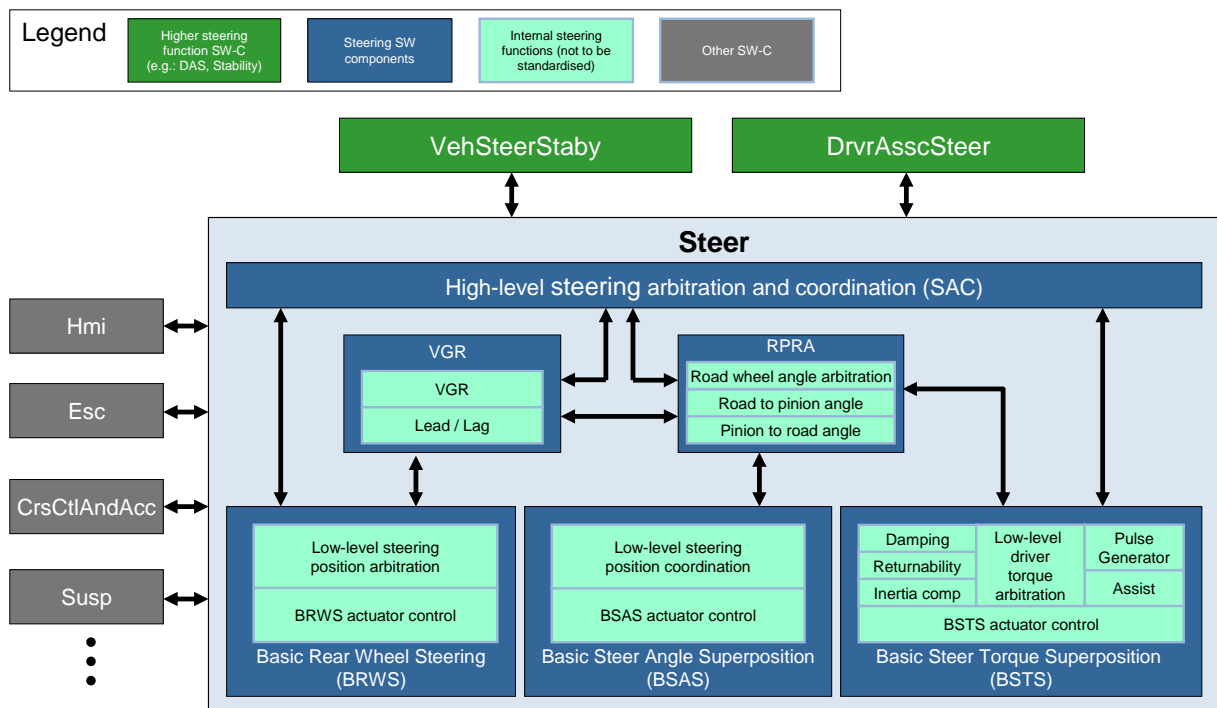 Legend
Higher steering
function SW-C
(e.g.: DAS, Stability)
Steering SW
components
Internal steering
functions (not to be
standardised)
Other SW-C
VehSteerStaby
DrvrAsscSteer
Steer
High-level steering arbitration and coordination (SAC)
Hmi
Esc
CrsCtlAndAcc
Susp
VGR
VGR
Lead / Lag
RPRA
Road wheel angle arbitration
Road to pinion angle
Pinion to road angle
Low-level steering
position arbitration
BRWS actuator control
Basic Rear Wheel Steering
(BRWS)
Low-level steering
position coordination
BSAS actuator control
Basic Steer Angle Superposition
(BSAS)
Damping
Returnability
Inertia comp
Low-level
driver
torque
arbitration
Pulse
Generator
Assist
BSTS actuator control
Basic Steer Torque Superposition
(BSTS)